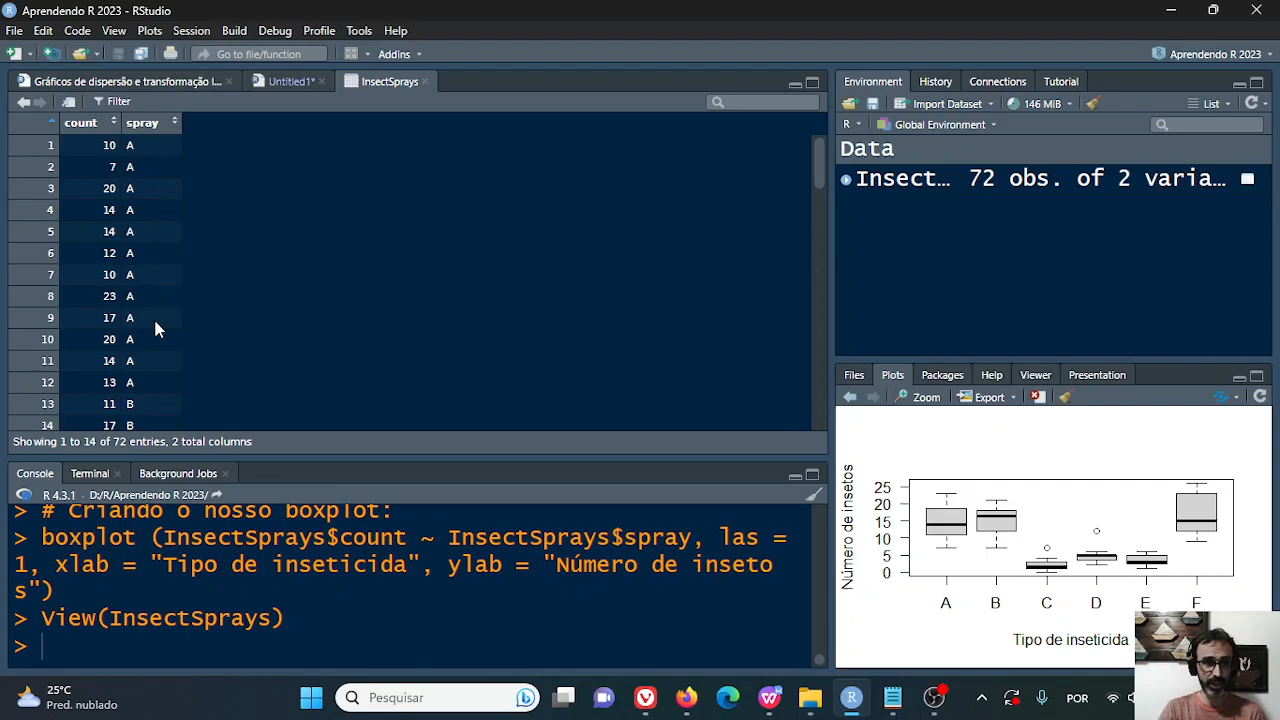 Aprendendo R 2023 - RStudio
File Edit Code View Plots Session Build Debug Profile Tools Help
Go to file/function Addins Aprendendo R 2023
Gráficos de dispersão e transformação l... Untitled1* InsectSprays
Filter
count spray
1 10 A
2 7 A
3 20 A
4 14 A
5 14 A
6 12 A
7 10 A
8 23 A
9 17 A
10 20 A
11 14 A
12 13 A
13 11 B
14 17 B
Showing 1 to 14 of 72 entries, 2 total columns
Console Terminal Background Jobs
R 4.3.1 · D:/R/Aprendendo R 2023/
> # Criando o nosso boxplot:
> boxplot (InsectSprays$count ~ InsectSprays$spray, las =
1, xlab = "Tipo de inseticida", ylab = "Número de inseto
s")
> View(InsectSprays)
>
Environment History Connections Tutorial
Import Dataset 146 MiB List
R Global Environment
Data
Insect... 72 obs. of 2 varia...
Files Plots Packages Help Viewer Presentation
Zoom Export
Número de insetos
25
20
15
10
5
0
A B C D E F
Tipo de inseticida
25°C
Pred. nublado
Pesquisar
POR